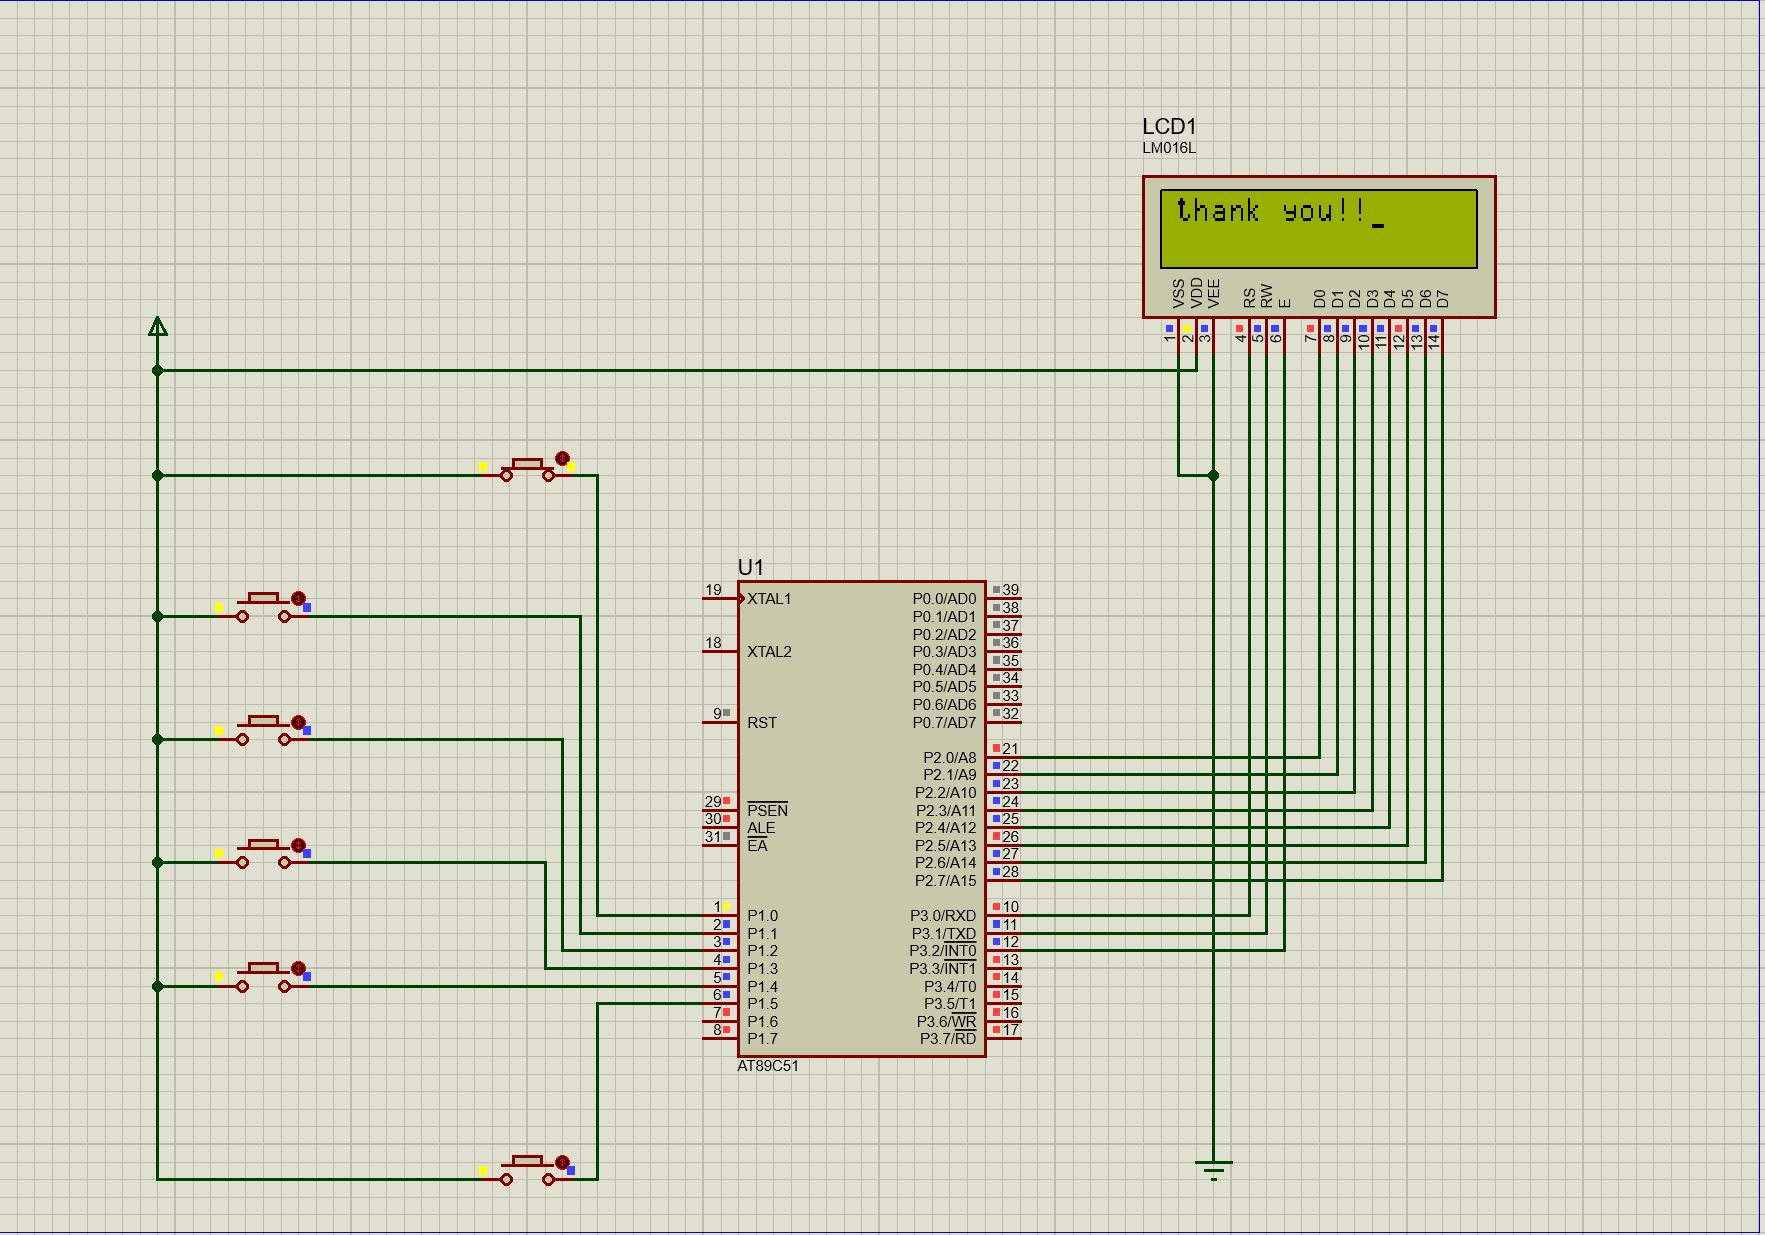 LCD1
LM016L
thank you!!_
VSS VDD VEE RS RW E D0 D1 D2 D3 D4 D5 D6 D7
1 2 3 4 5 6 7 8 9 10 11 12 13 14
U1
19 XTAL1 P0.0/AD0 39
P0.1/AD1 38
P0.2/AD2 37
18 XTAL2 P0.3/AD3 36
P0.4/AD4 35
P0.5/AD5 34
P0.6/AD6 33
9 RST P0.7/AD7 32
P2.0/A8 21
P2.1/A9 22
P2.2/A10 23
29 PSEN P2.3/A11 24
30 ALE P2.4/A12 25
31 EA P2.5/A13 26
P2.6/A14 27
P2.7/A15 28
1 P1.0 P3.0/RXD 10
2 P1.1 P3.1/TXD 11
3 P1.2 P3.2/INT0 12
4 P1.3 P3.3/INT1 13
5 P1.4 P3.4/T0 14
6 P1.5 P3.5/T1 15
7 P1.6 P3.6/WR 16
8 P1.7 P3.7/RD 17
AT89C51